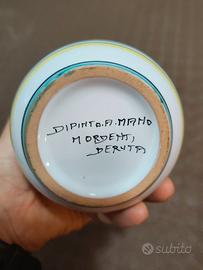 DIPINTO.A.MANO
MORDENTI
DERUTA
subito